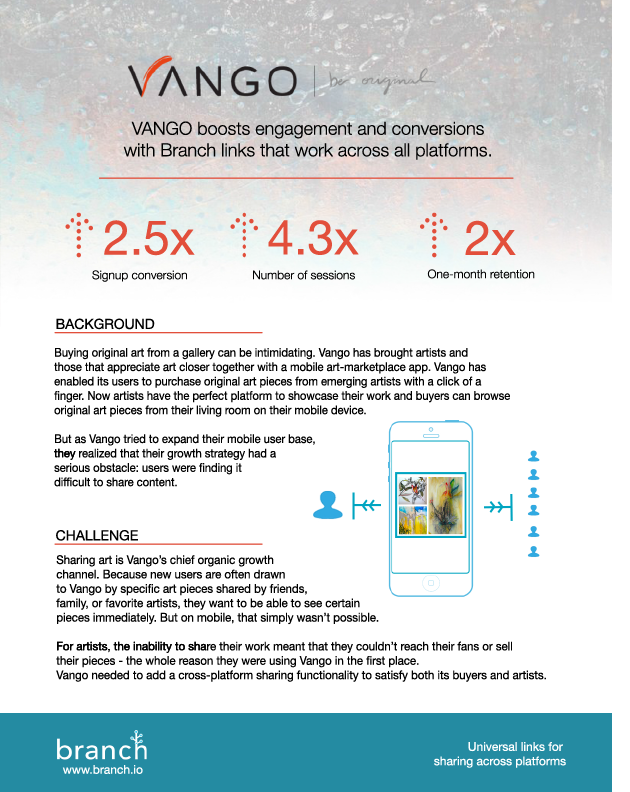 VANGO | be original
VANGO boosts engagement and conversions
with Branch links that work across all platforms.
2.5x
Signup conversion
4.3x
Number of sessions
2x
One-month retention
BACKGROUND
Buying original art from a gallery can be intimidating. Vango has brought artists and
those that appreciate art closer together with a mobile art-marketplace app. Vango has
enabled its users to purchase original art pieces from emerging artists with a click of a
finger. Now artists have the perfect platform to showcase their work and buyers can browse
original art pieces from their living room on their mobile device.
But as Vango tried to expand their mobile user base,
they realized that their growth strategy had a
serious obstacle: users were finding it
difficult to share content.
CHALLENGE
Sharing art is Vango's chief organic growth
channel. Because new users are often drawn
to Vango by specific art pieces shared by friends,
family, or favorite artists, they want to be able to see certain
pieces immediately. But on mobile, that simply wasn't possible.
For artists, the inability to share their work meant that they couldn't reach their fans or sell
their pieces - the whole reason they were using Vango in the first place.
Vango needed to add a cross-platform sharing functionality to satisfy both its buyers and artists.
branch
www.branch.io
Universal links for
sharing across platforms